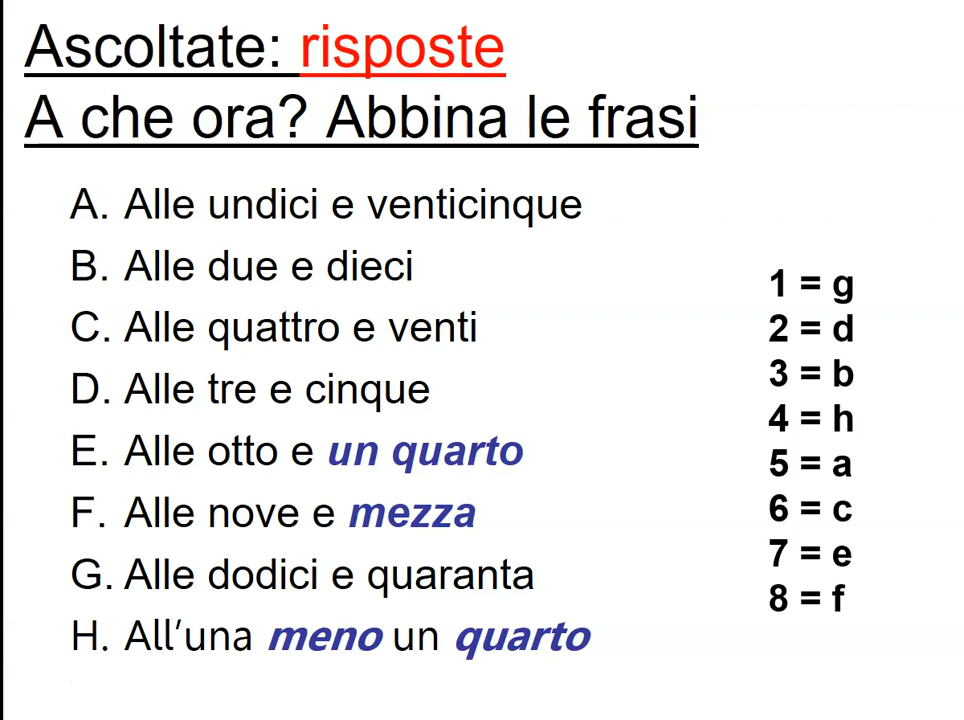 Ascoltate: risposte
A che ora? Abbina le frasi
A. Alle undici e venticinque
B. Alle due e dieci
C. Alle quattro e venti
D. Alle tre e cinque
E. Alle otto e un quarto
F. Alle nove e mezza
G. Alle dodici e quaranta
H. All’una meno un quarto
1 = g
2 = d
3 = b
4 = h
5 = a
6 = c
7 = e
8 = f